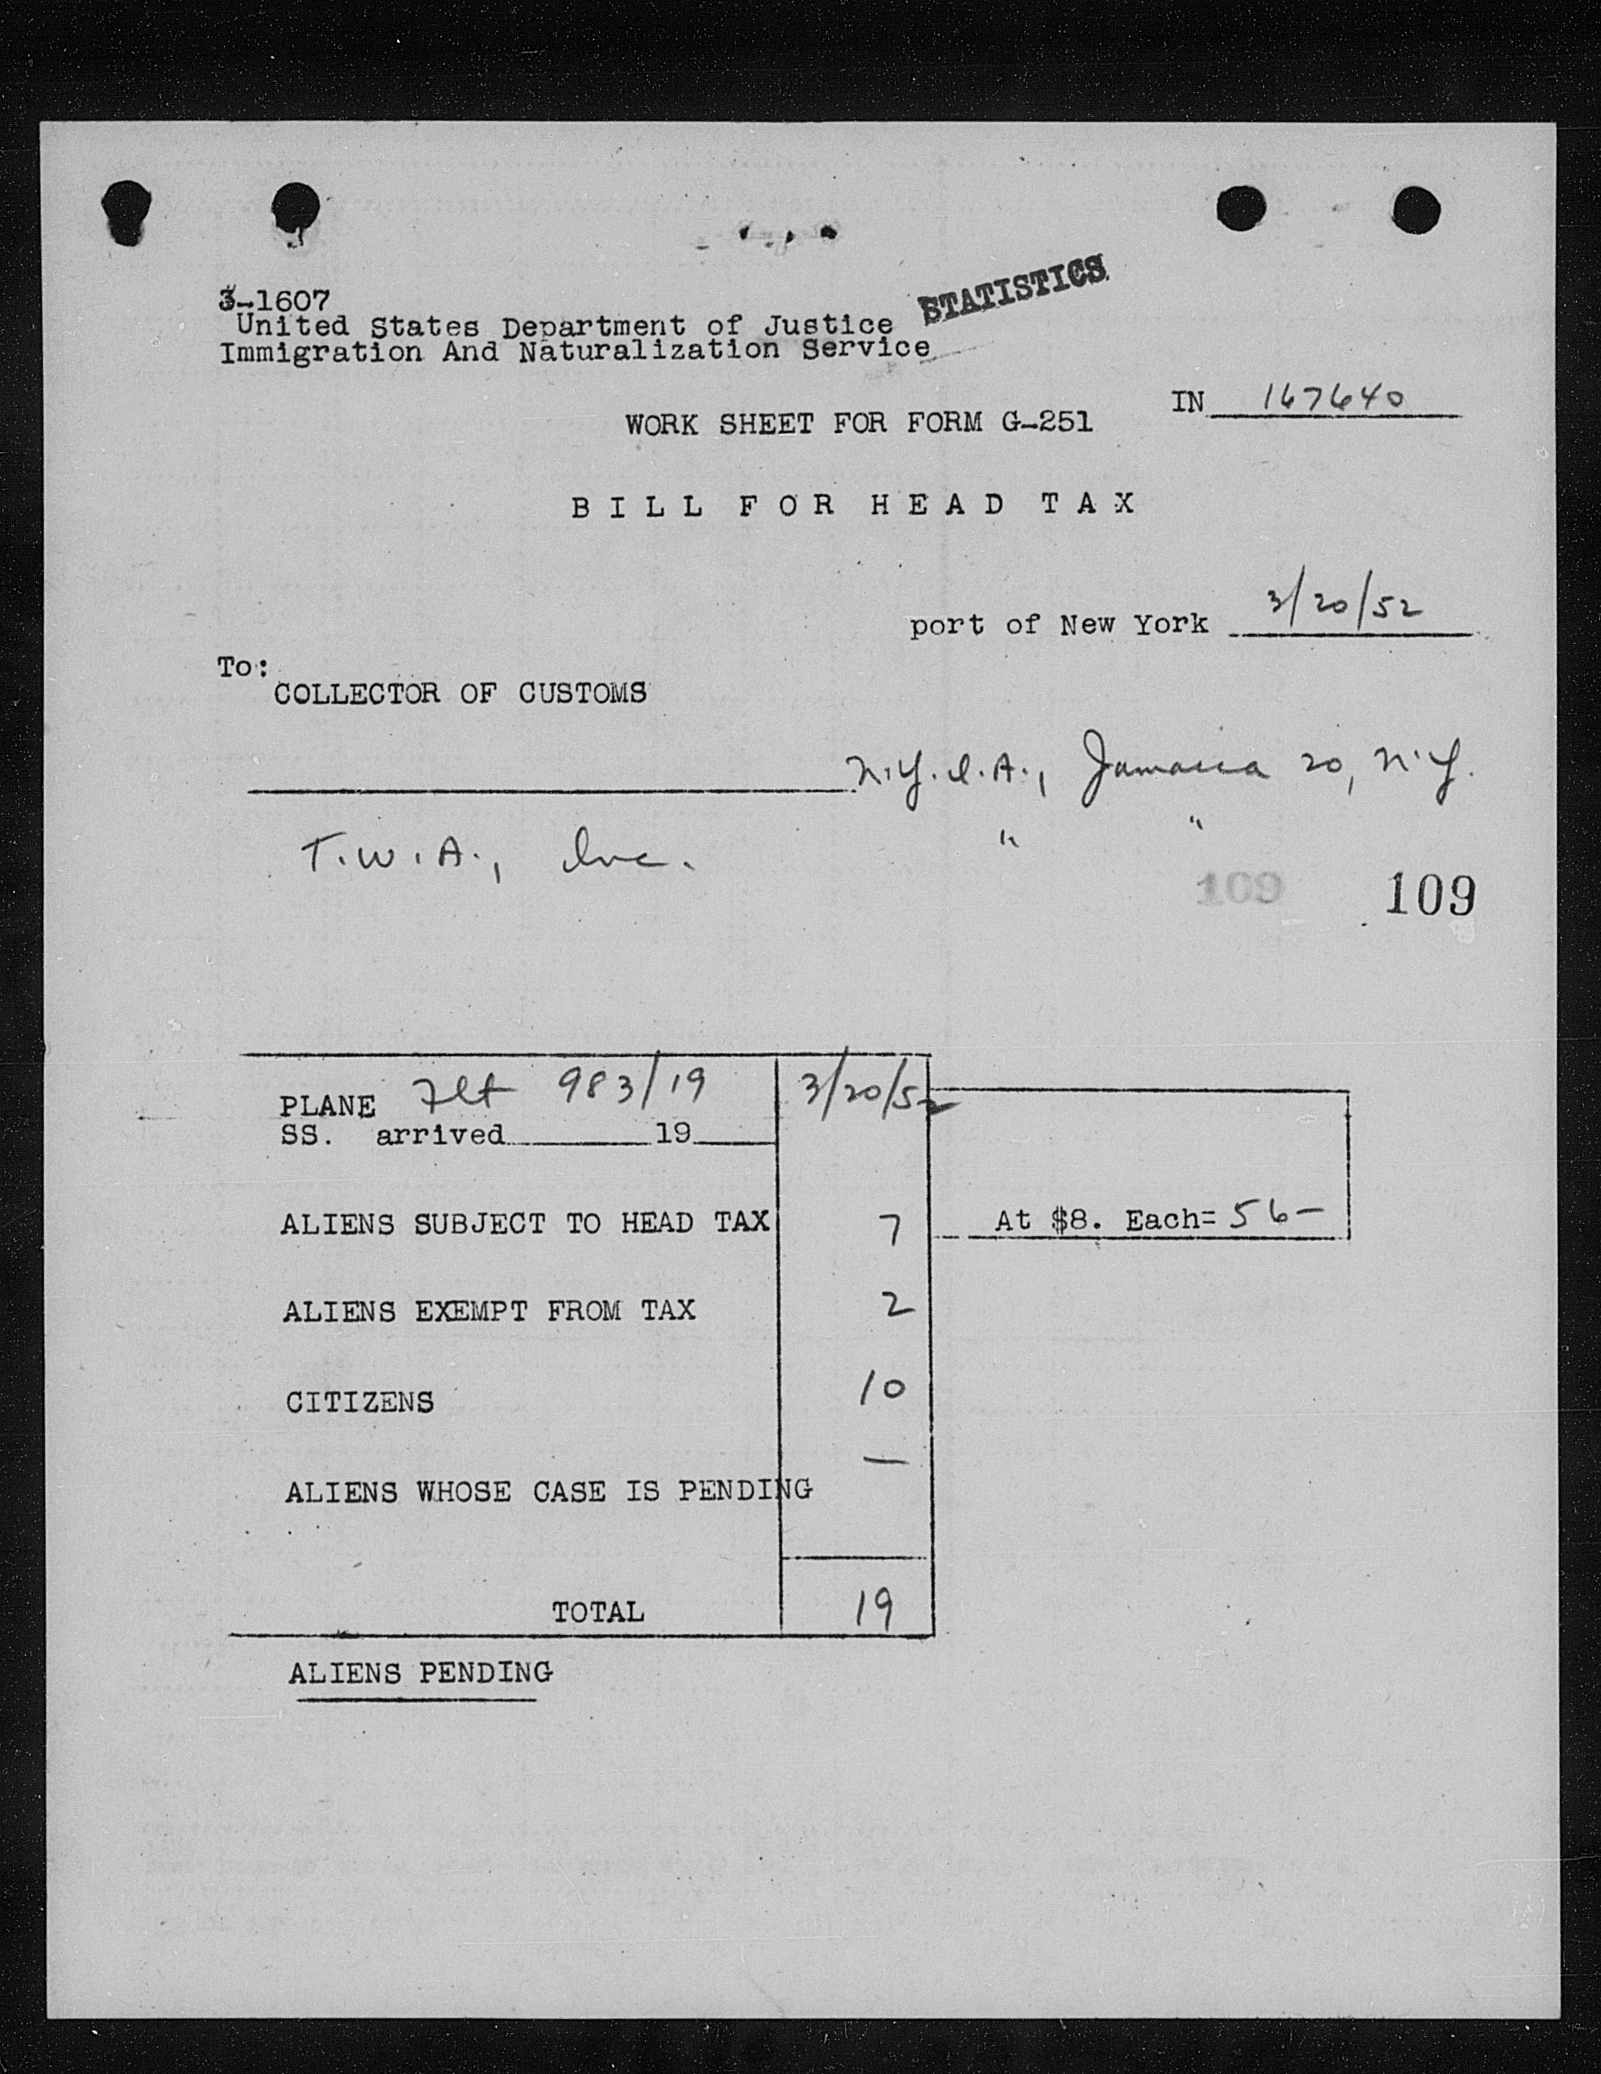 STATISTICS
3-1607
United States Department of Justice
Immigration And Naturalization Service
IN 167640
WORK SHEET FOR FORM G-251
BILL FOR HEAD TAX
port of New York 3/20/52
To:
COLLECTOR OF CUSTOMS
N.Y.I.A., Jamaica 20, N.Y.
T.W.A., Inc. " "
109 109
PLANE Flt 983/19 3/20/52
SS. arrived 19
ALIENS SUBJECT TO HEAD TAX 7 At $8. Each= 56-
ALIENS EXEMPT FROM TAX 2
CITIZENS 10
ALIENS WHOSE CASE IS PENDING —
TOTAL 19
ALIENS PENDING